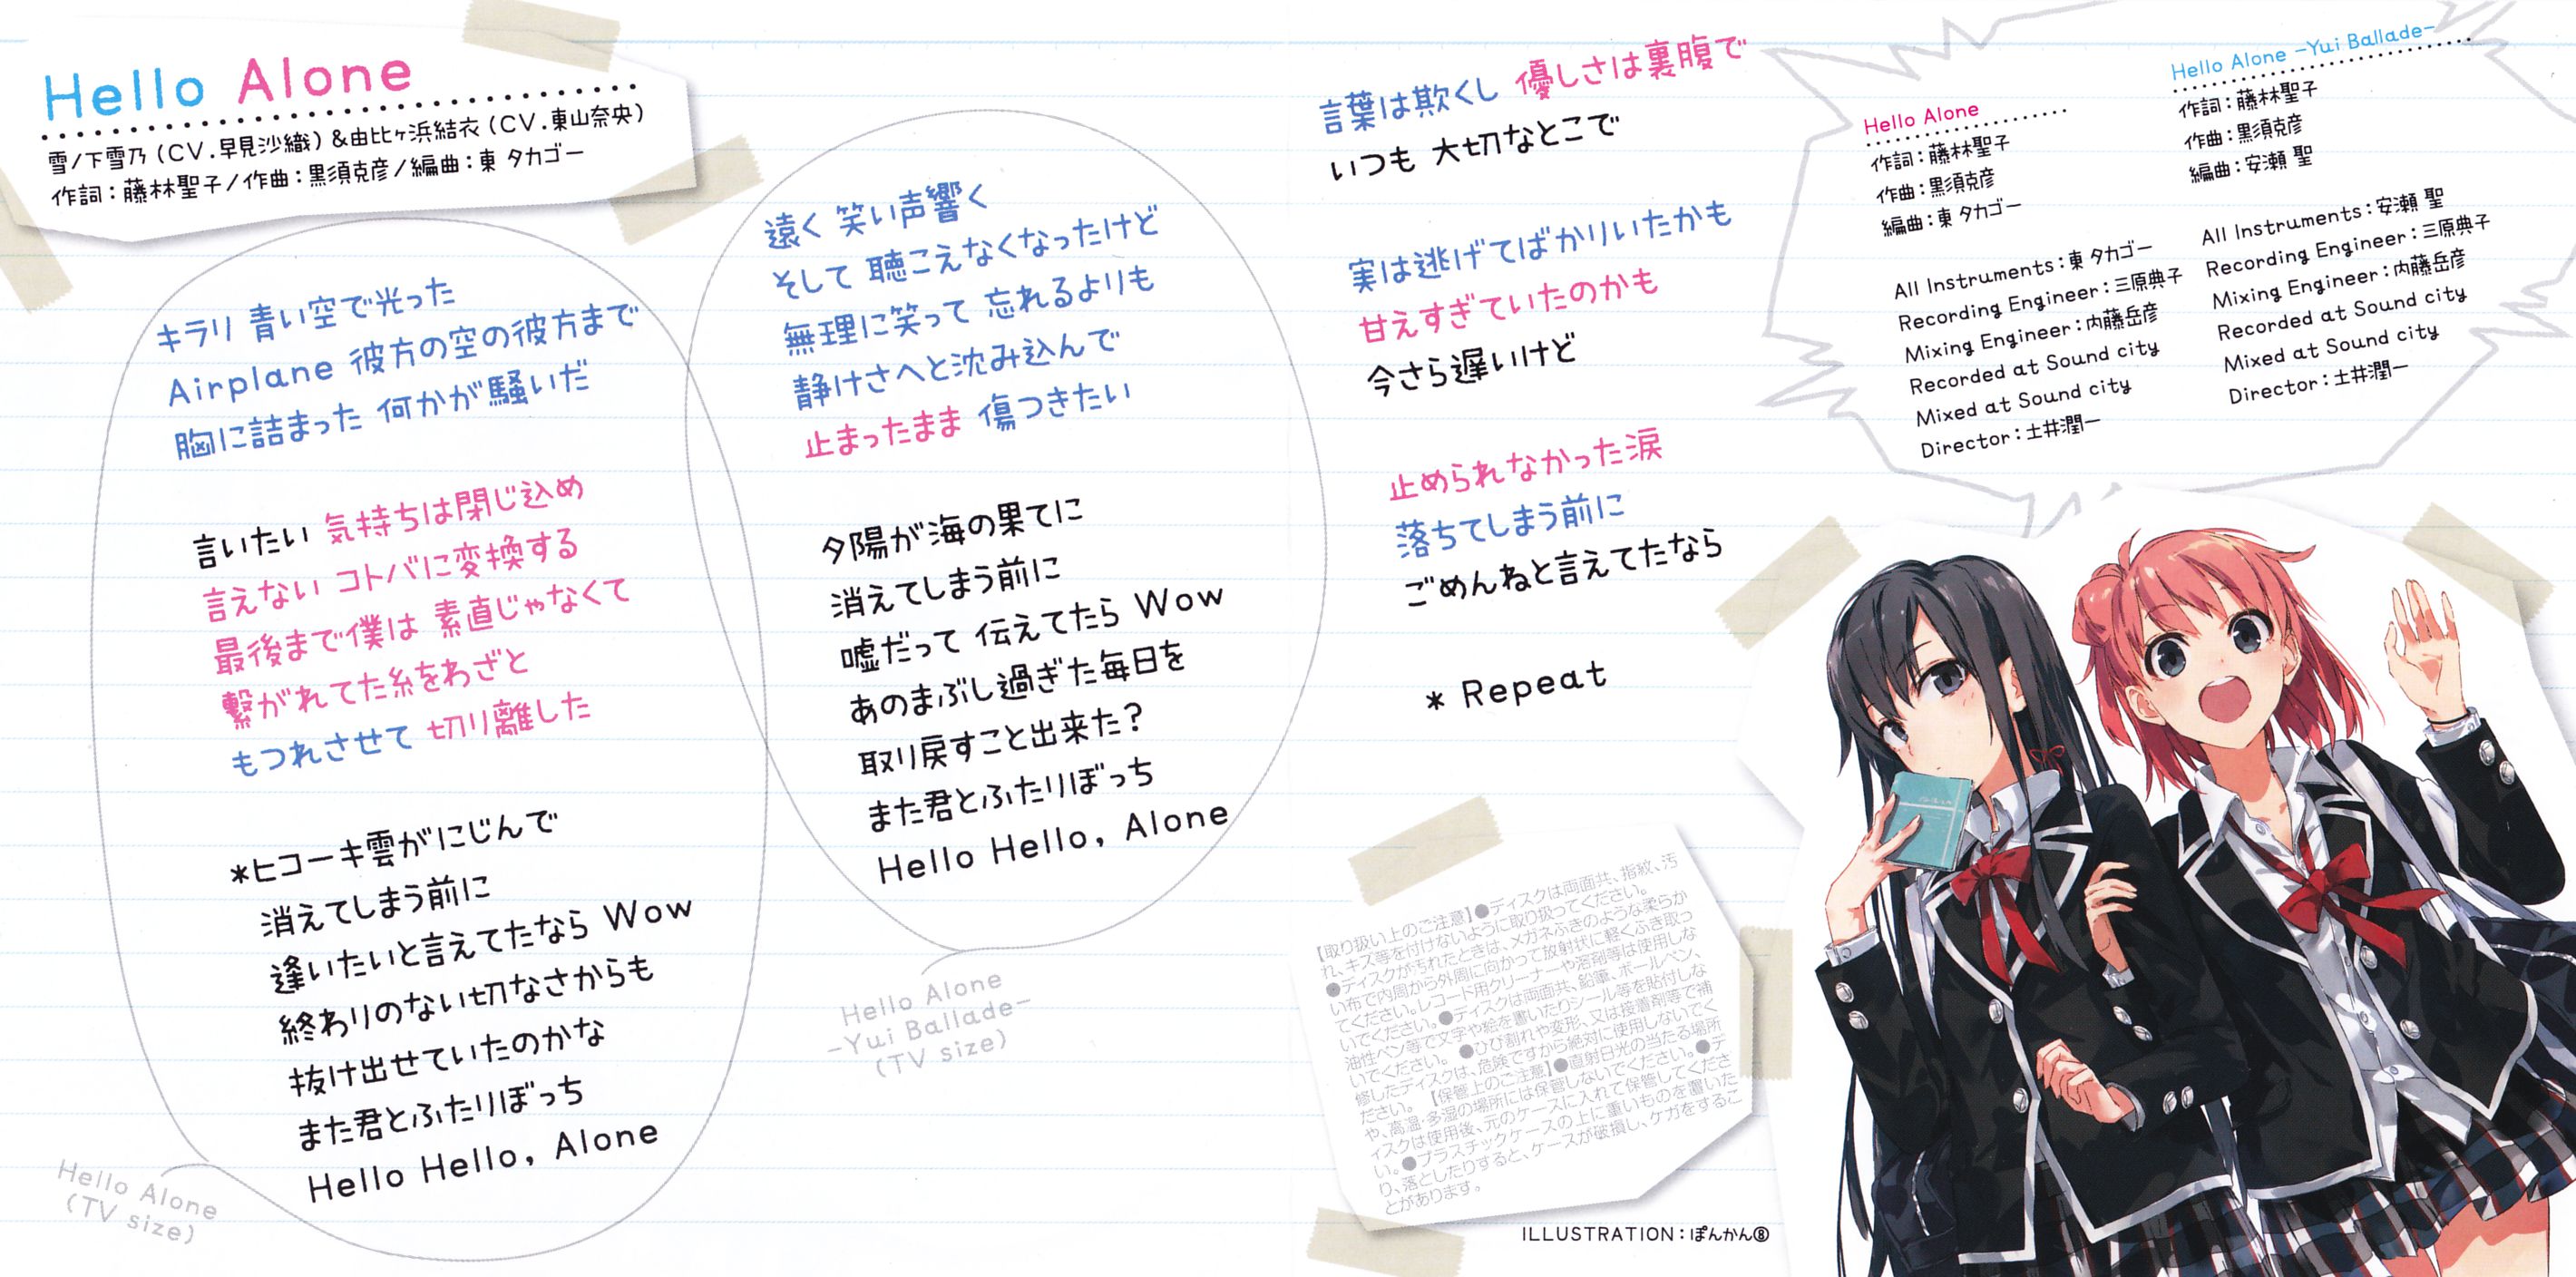 Hello Alone
雪ノ下雪乃(CV.早見沙織)&由比ヶ浜結衣(CV.東山奈央)
作詞:藤林聖子/作曲:黒須克彦/編曲:東 タカゴー
キラリ 青い空で光った
Airplane 彼方の空の彼方まで
胸に詰まった 何かが騒いだ
言いたい 気持ちは閉じ込め
言えない コトバに変換する
最後まで僕は 素直じゃなくて
繋がれてた糸をわざと
もつれさせて 切り離した
*ヒコーキ雲がにじんで
消えてしまう前に
逢いたいと言えてたなら Wow
終わりのない切なさからも
抜け出せていたのかな
また君とふたりぼっち
Hello Hello, Alone
Hello Alone
(TV size)
遠く 笑い声響く
そして 聴こえなくなったけど
無理に笑って 忘れるよりも
静けさへと沈み込んで
止まったまま 傷つきたい
夕陽が海の果てに
消えてしまう前に
嘘だって 伝えてたら Wow
あのまぶし過ぎた毎日を
取り戻すこと出来た?
また君とふたりぼっち
Hello Hello, Alone
Hello Alone
-Yui Ballade-
(TV size)
言葉は欺くし 優しさは裏腹で
いつも 大切なとこで
実は逃げてばかりいたかも
甘えすぎていたのかも
今さら遅いけど
止められなかった涙
落ちてしまう前に
ごめんねと言えてたなら
* Repeat
【取り扱い上のご注意】●ディスクは両面共、指紋、汚
れ、キズ等を付けないように取り扱ってください。
●ディスクが汚れたときは、メガネふきのような柔らか
い布で内周から外周に向かって放射状に軽くふき取っ
てください。レコード用クリーナーや溶剤等は使用しな
いでください。●ディスクは両面共、鉛筆、ボールペン、
油性ペン等で文字や絵を書いたりシール等を貼付しな
いでください。●ひび割れや変形、又は接着剤等で補
修したディスクは、危険ですから絶対に使用しないでく
ださい。【保管上のご注意】●直射日光の当たる場所
や、高温・多湿の場所には保管しないでください。●デ
ィスクは使用後、元のケースに入れて保管してくださ
い。●プラスチックケースの上に重いものを置いた
り、落としたりすると、ケースが破損し、ケガをするこ
とがあります。
ILLUSTRATION:ぽんかん⑧
Hello Alone
作詞:藤林聖子
作曲:黒須克彦
編曲:東 タカゴー
All Instruments:東 タカゴー
Recording Engineer:三原典子
Mixing Engineer:内藤岳彦
Recorded at Sound city
Mixed at Sound city
Director:土井潤一
Hello Alone -Yui Ballade-
作詞:藤林聖子
作曲:黒須克彦
編曲:安瀬 聖
All Instruments:安瀬 聖
Recording Engineer:三原典子
Mixing Engineer:内藤岳彦
Recorded at Sound city
Mixed at Sound city
Director:土井潤一